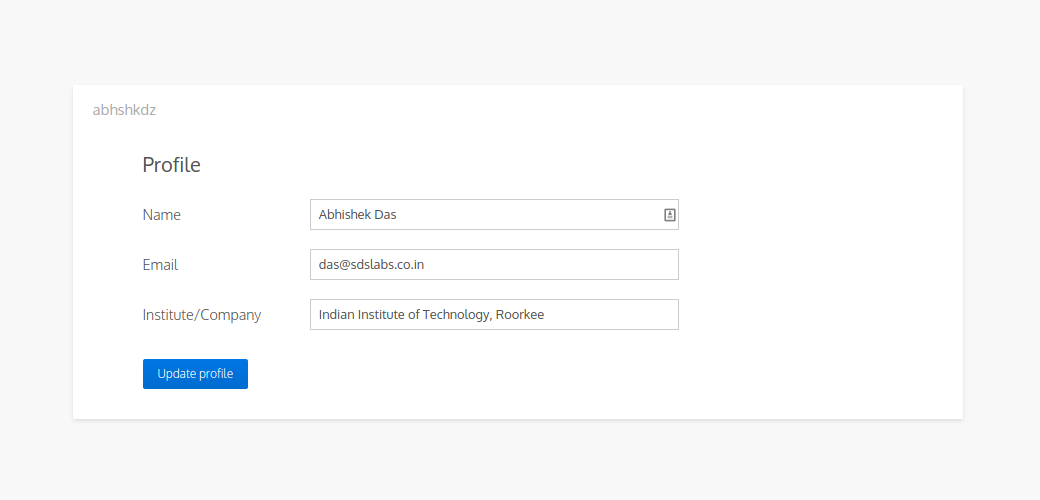 abhshkdz
Profile
Name Abhishek Das
Email das@sdslabs.co.in
Institute/Company Indian Institute of Technology, Roorkee
Update profile